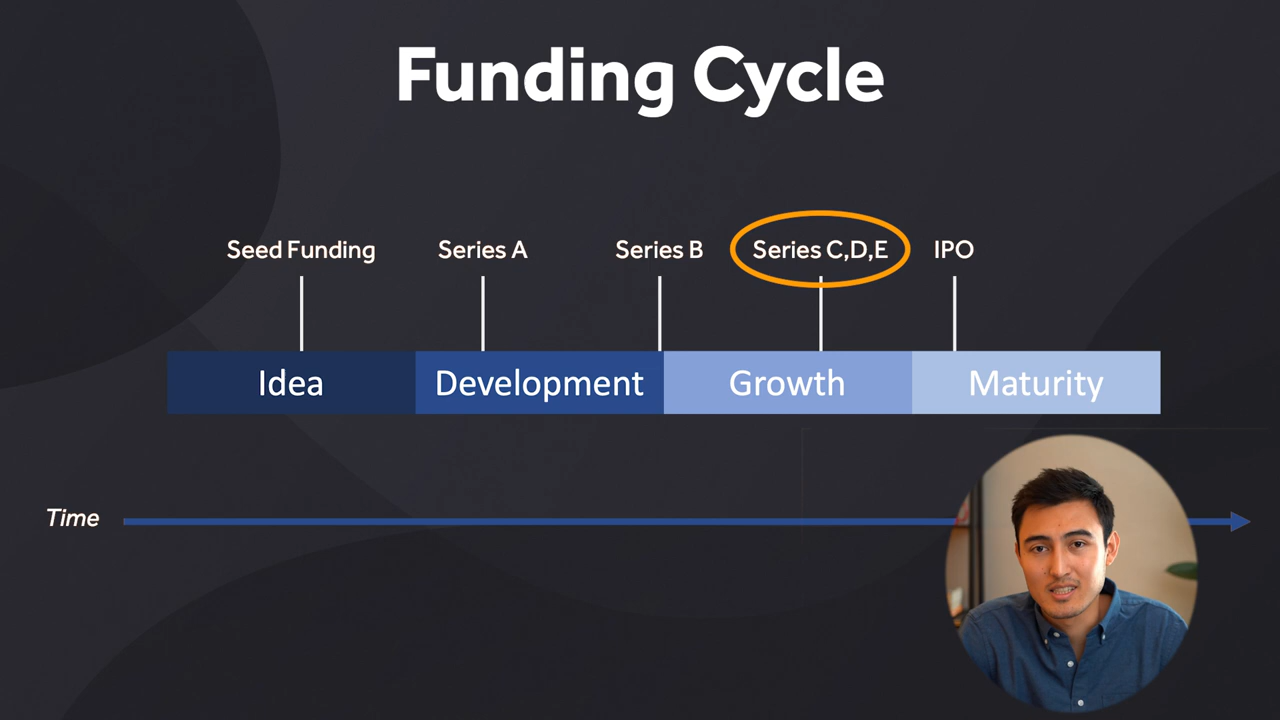 Funding Cycle
Seed Funding
Series A
Series B
Series C,D,E
IPO
Idea
Development
Growth
Maturity
Time